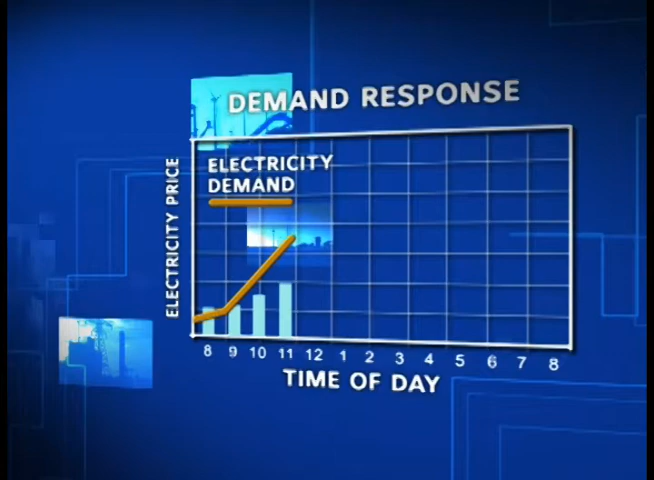 DEMAND RESPONSE
ELECTRICITY
DEMAND
ELECTRICITY PRICE
8 9 10 11 12 1 2 3 4 5 6 7 8
TIME OF DAY